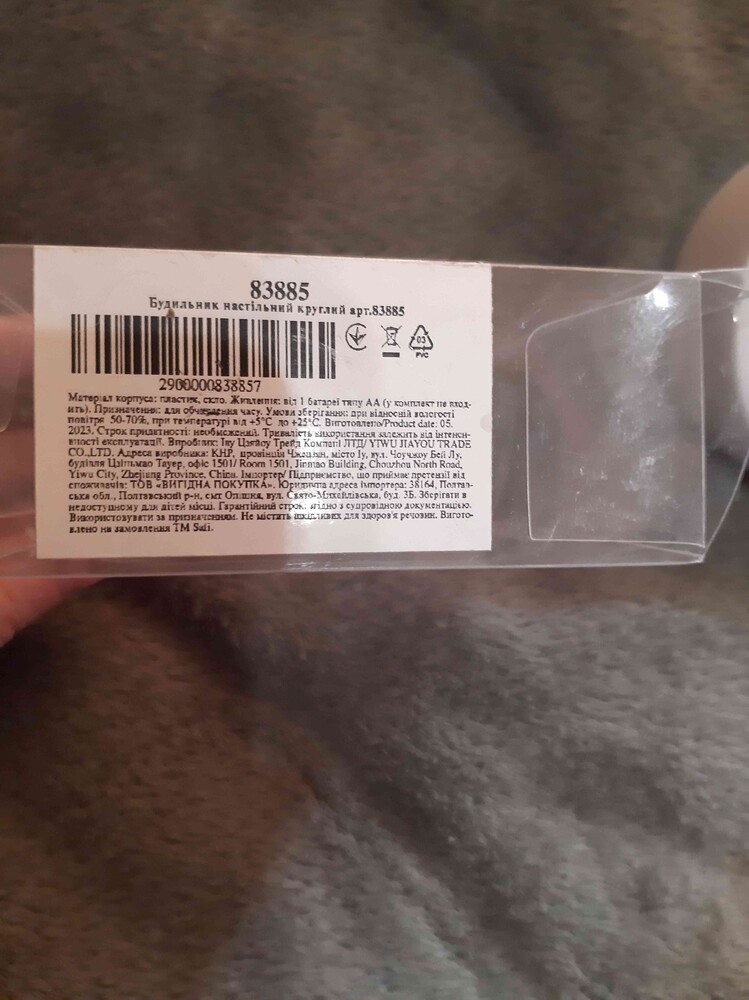 83885
Будильник настільний круглий арт.83885
03
PVC
2900000838857
Матеріал корпуса: пластик, скло. Живлення: від 1 батареї типу АА (у комплект не вход-
ить). Призначення: для обчислення часу. Умови зберігання: при відносній вологості
повітря 50-70%, при температурі від +5°C до +25°C. Виготовлено/Product date: 05.
2023. Строк придатності: необмежений. Тривалість використання залежить від інтенси-
вності експлуатації. Виробляє: Іву Цзяйоу Трейд Компані ЛТД/ YIWU JIAYOU TRADE
CO.,LTD. Адреса виробника: КНР, провінція Чжецзян, місто Іу, вул. Чоучжоу Бей Лу,
будівля Цзіньмао Тауер, офіс 1501/ Room 1501, Jinmao Building, Chouzhou North Road,
Yiwu City, Zhejiang Province, China. Імпортер/ Підприємство, що приймає претензії від
споживачів: ТОВ «ВИГІДНА ПОКУПКА». Юридична адреса Імпортера: 38164, Полтав-
ська обл., Полтавський р-н, смт Опішня, вул. Свято-Михайлівська, буд. 3Б. Зберігати в
недоступному для дітей місці. Гарантійний строк: згідно з супровідною документацією.
Використовувати за призначенням. Не містить шкідливих для здоров'я речовин. Виго-
влено на замовлення ТМ